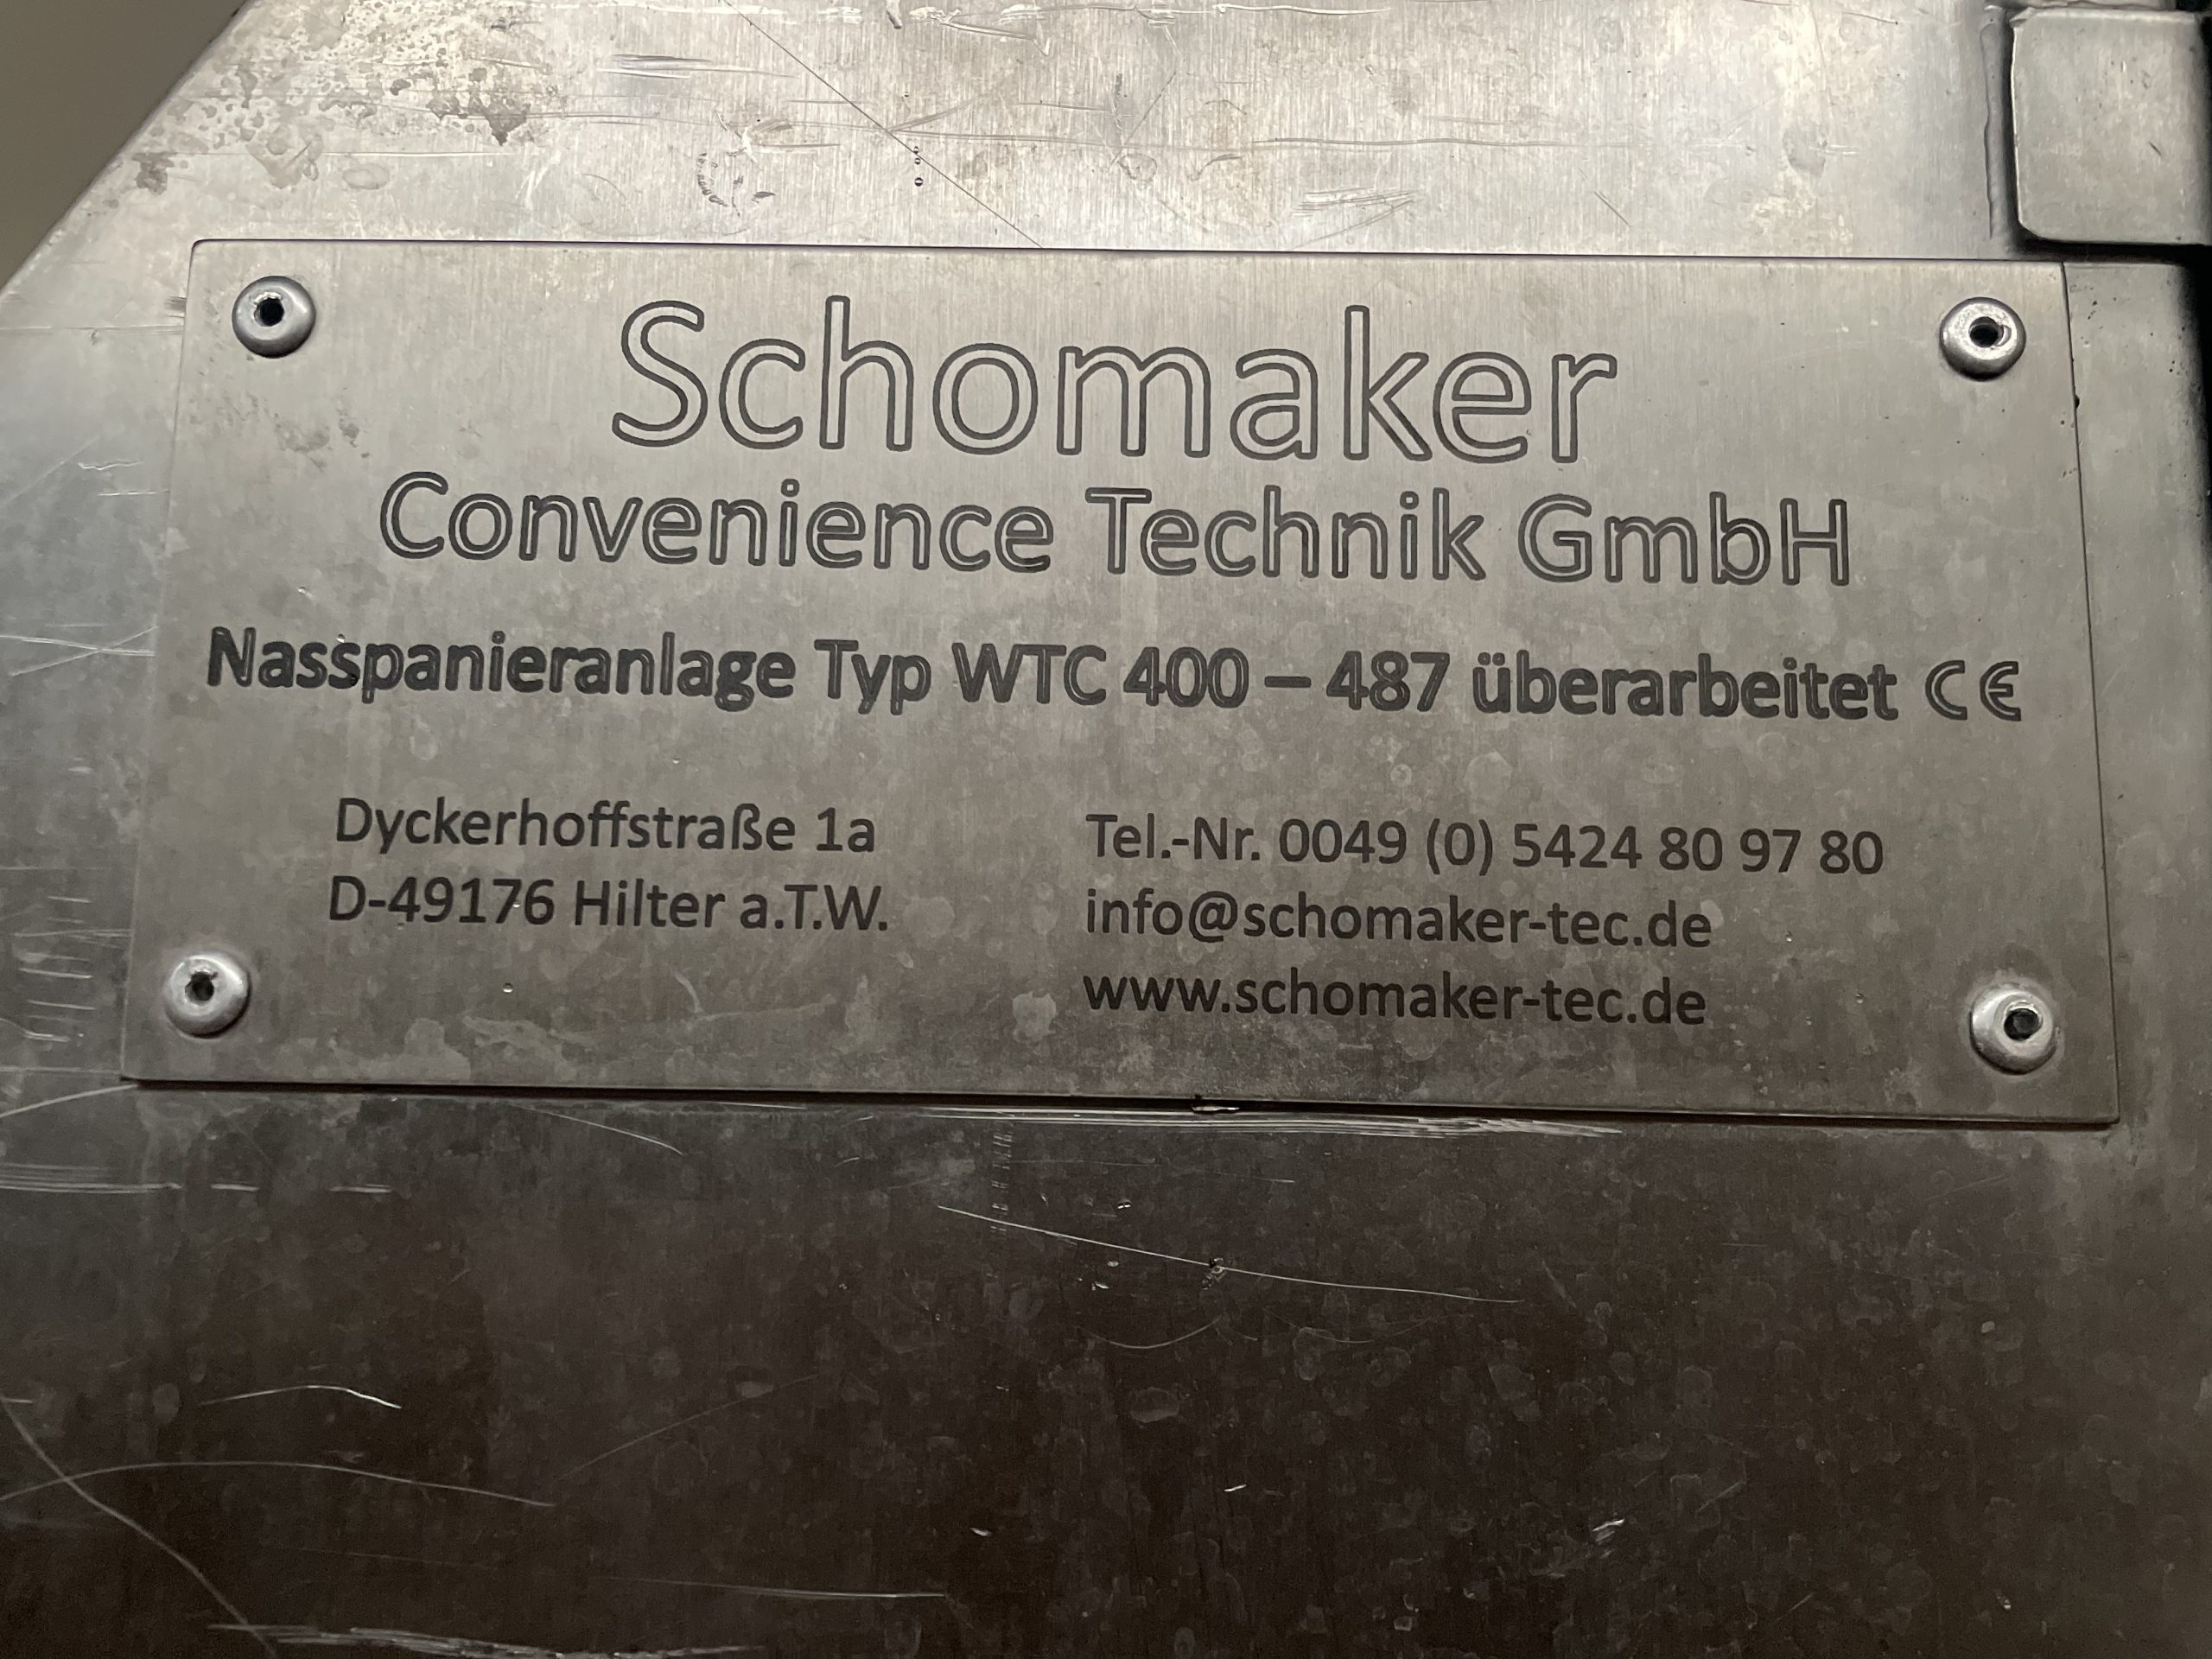 Schomaker
Convenience Technik GmbH
Nasspanieranlage Typ WTC 400 – 487 überarbeitet CE
Dyckerhoffstraße 1a
D-49176 Hilter a.T.W.
Tel.-Nr. 0049 (0) 5424 80 97 80
info@schomaker-tec.de
www.schomaker-tec.de